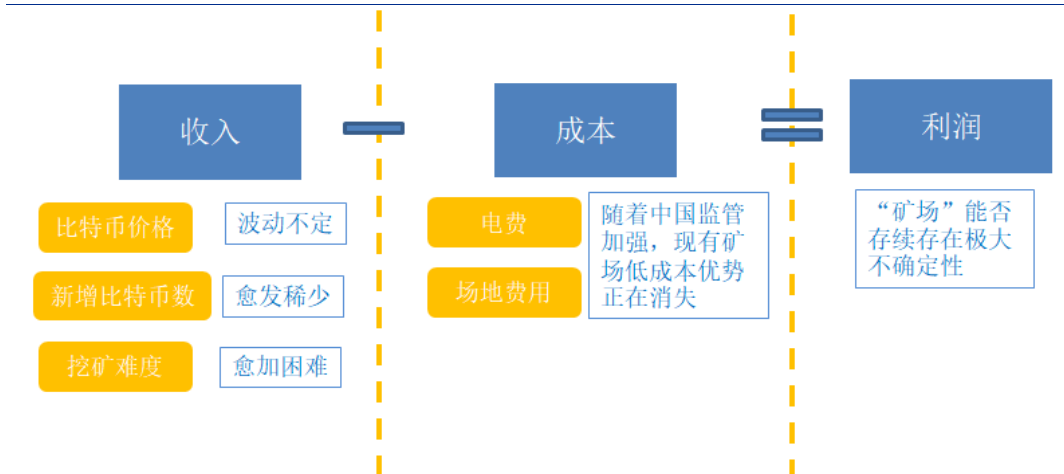 收入
成本
利润
比特币价格
波动不定
新增比特币数
愈发稀少
挖矿难度
愈加困难
电费
场地费用
随着中国监管
加强，现有矿
场低成本优势
正在消失
“矿场”能否
存续存在极大
不确定性